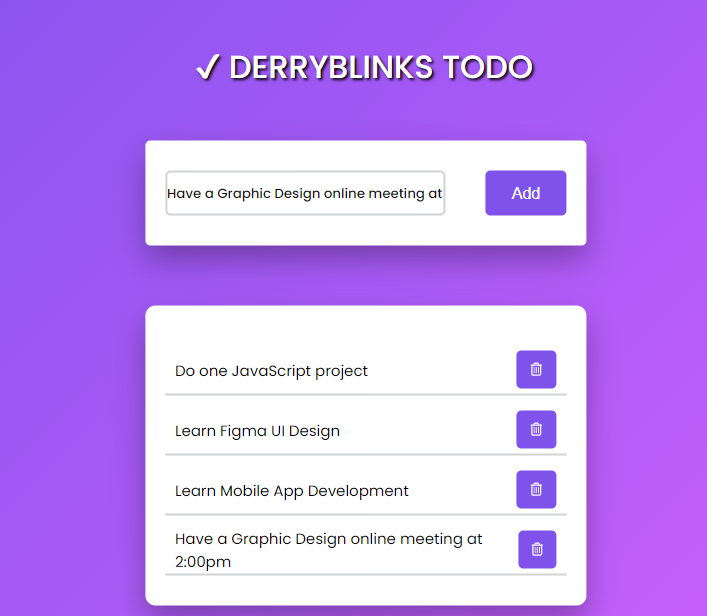 ✓ DERRYBLINKS TODO
Have a Graphic Design online meeting at
Add
Do one JavaScript project
Learn Figma UI Design
Learn Mobile App Development
Have a Graphic Design online meeting at
2:00pm